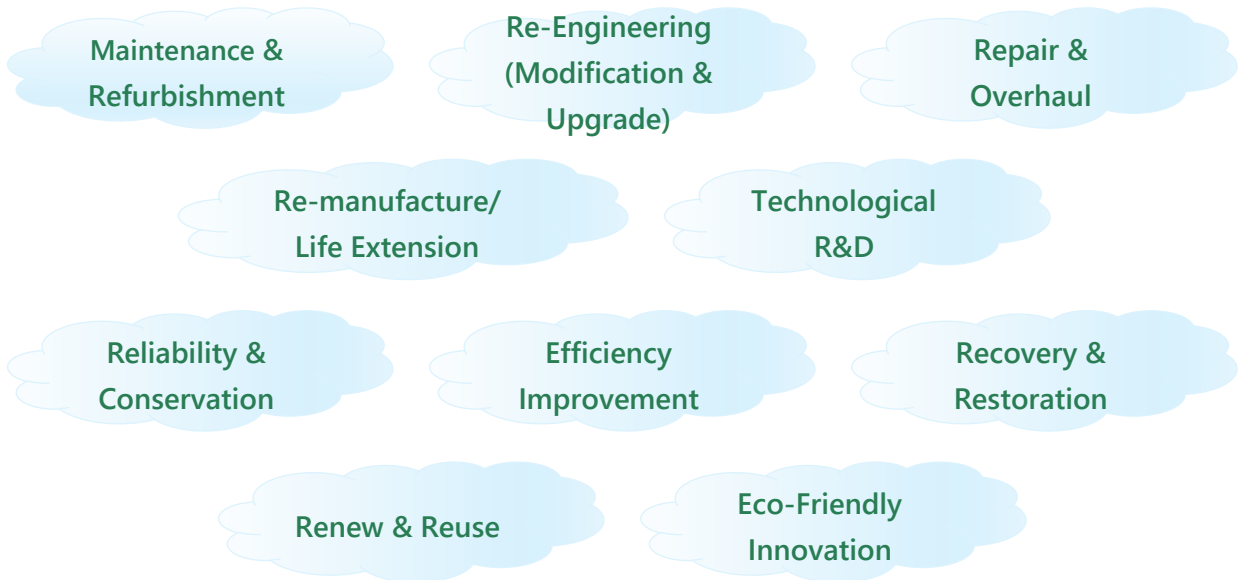 Maintenance &
Refurbishment
Re-Engineering
(Modification &
Upgrade)
Repair &
Overhaul
Re-manufacture/
Life Extension
Technological
R&D
Reliability &
Conservation
Efficiency
Improvement
Recovery &
Restoration
Renew & Reuse
Eco-Friendly
Innovation